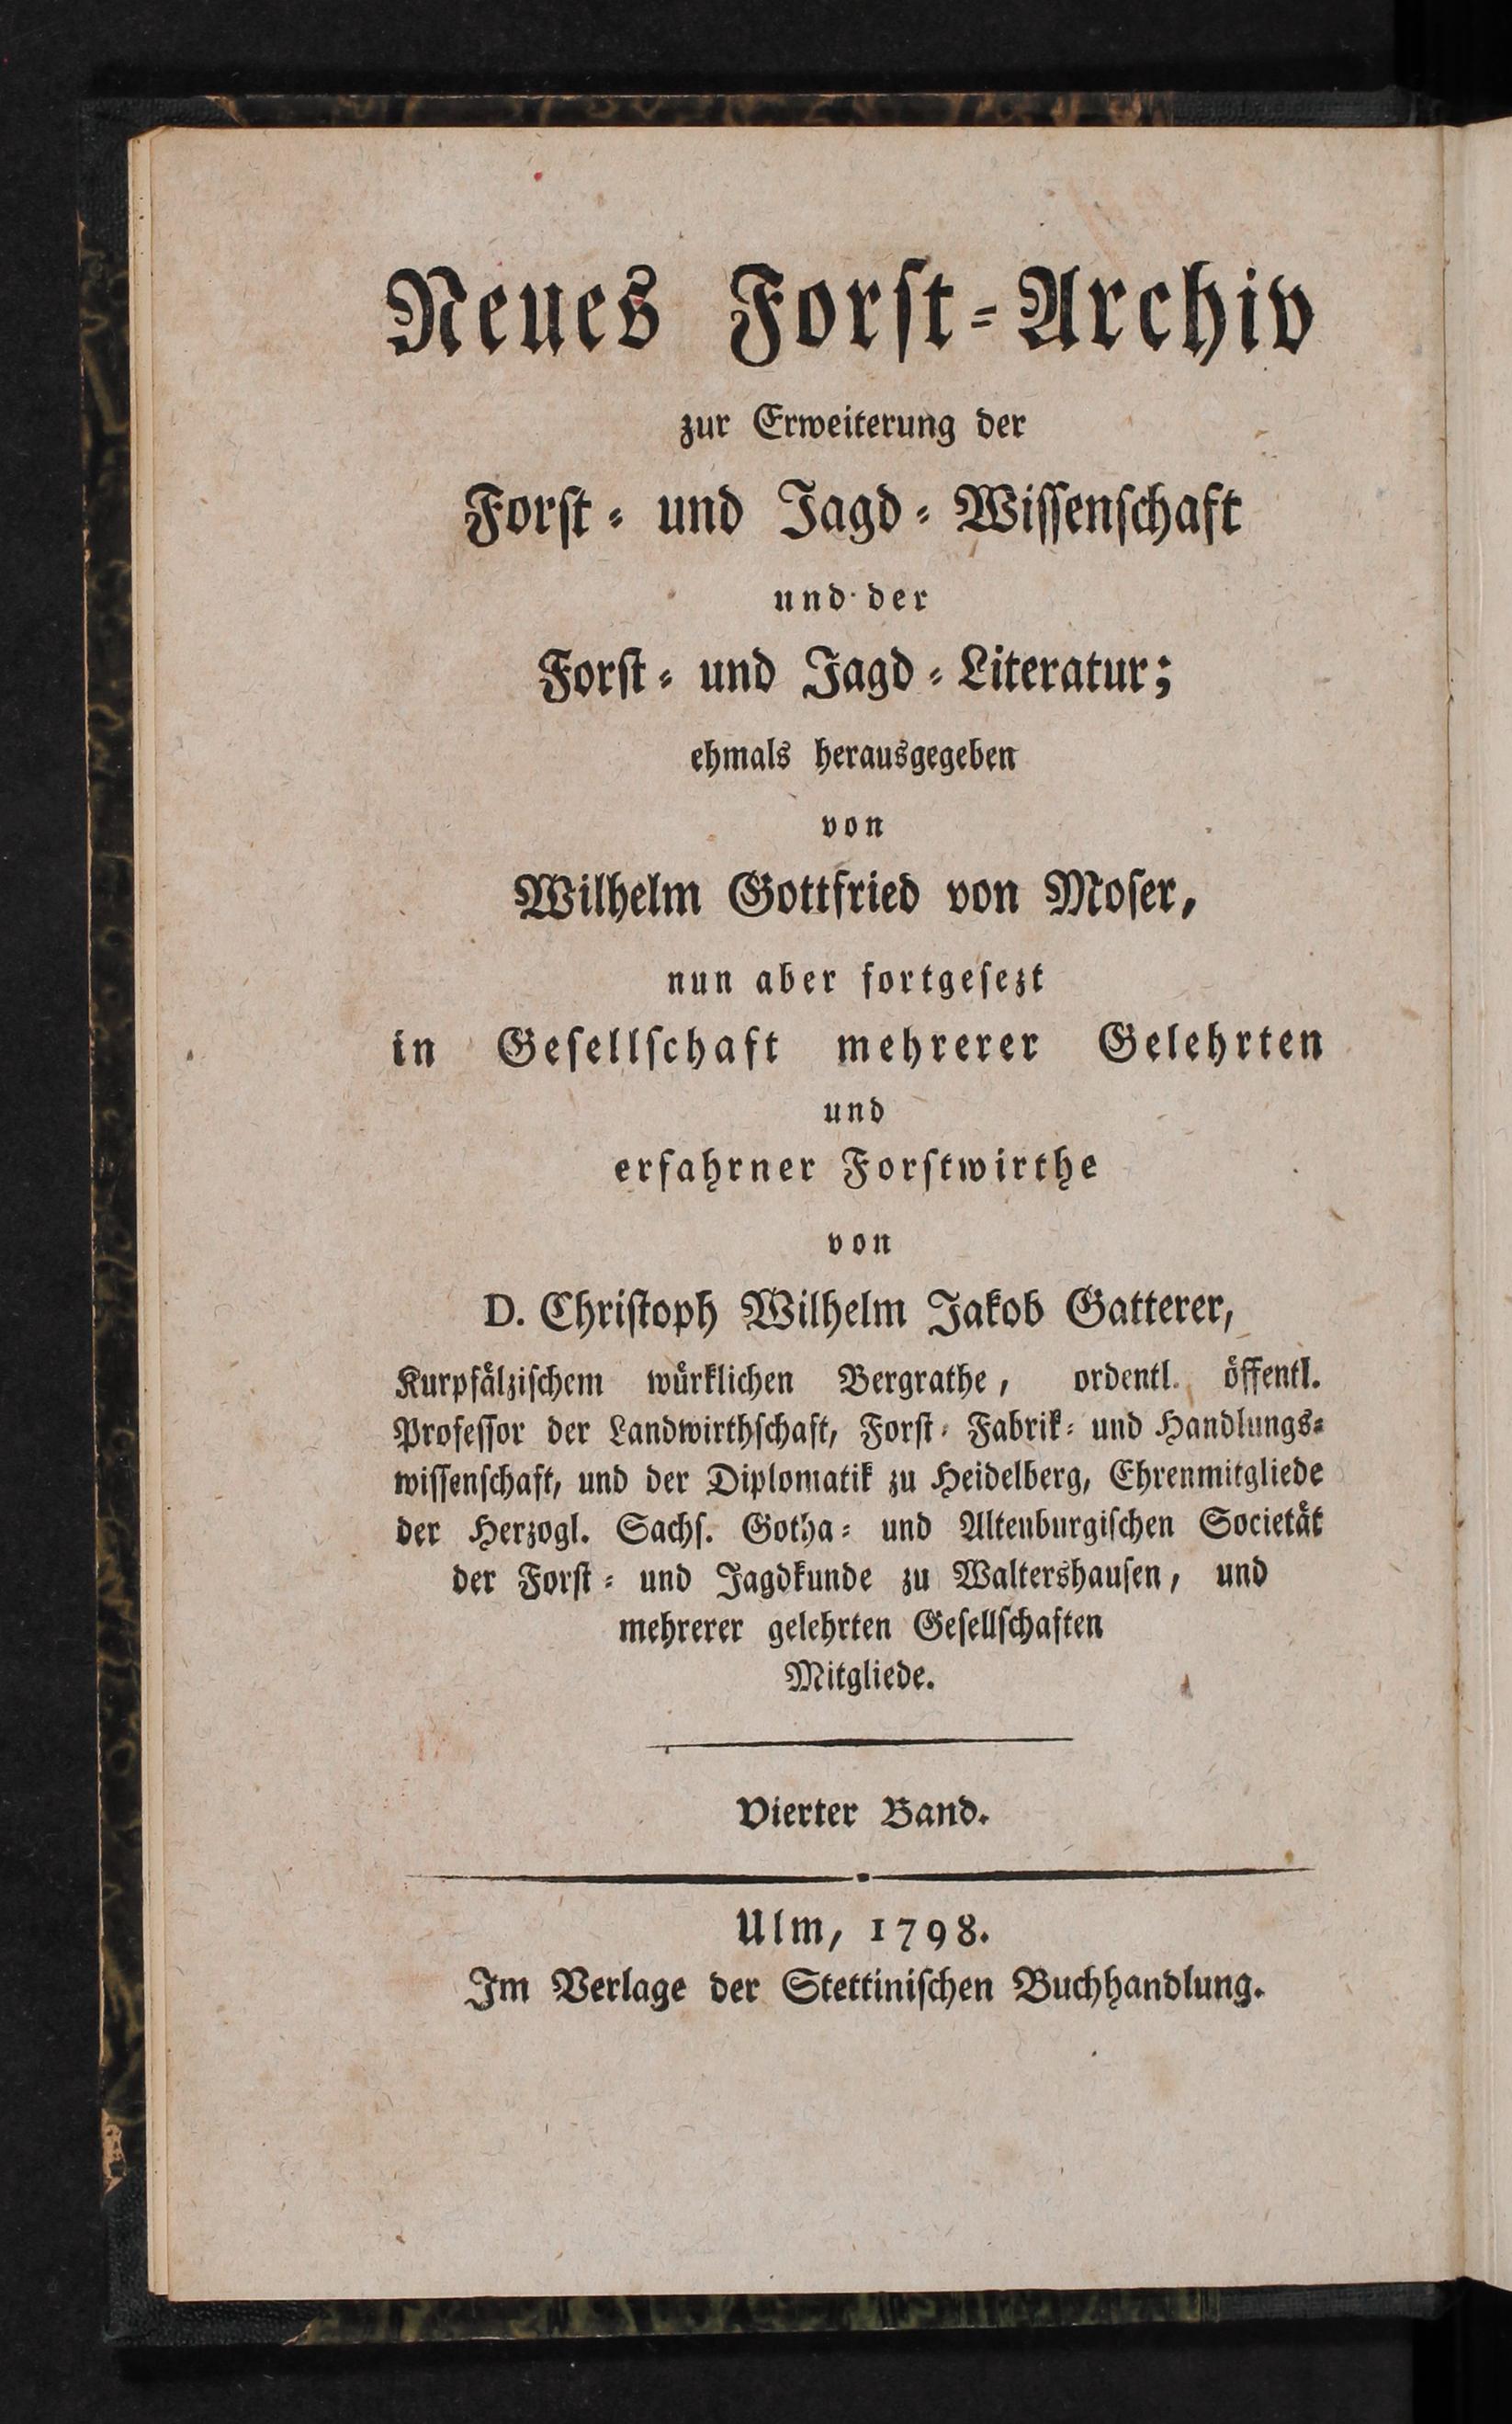 Neues Forst-Archiv
zur Erweiterung der
Forst- und Jagd-Wissenschaft
und der
Forst- und Jagd-Literatur;
ehmals herausgegeben
von
Wilhelm Gottfried von Moser,
nun aber fortgesezt
in Gesellschaft mehrerer Gelehrten
und
erfahrner Forstwirthe
von
D. Christoph Wilhelm Jakob Gatterer,
Kurpfälzischem würklichen Bergrathe, ordentl. öffentl.
Professor der Landwirthschaft, Forst- Fabrik- und Handlungs-
wissenschaft, und der Diplomatik zu Heidelberg, Ehrenmitgliede
der Herzogl. Sachs. Gotha- und Altenburgischen Societät
der Forst- und Jagdkunde zu Waltershausen, und
mehrerer gelehrten Gesellschaften
Mitgliede.
Vierter Band.
Ulm, 1798.
Im Verlage der Stettinischen Buchhandlung.